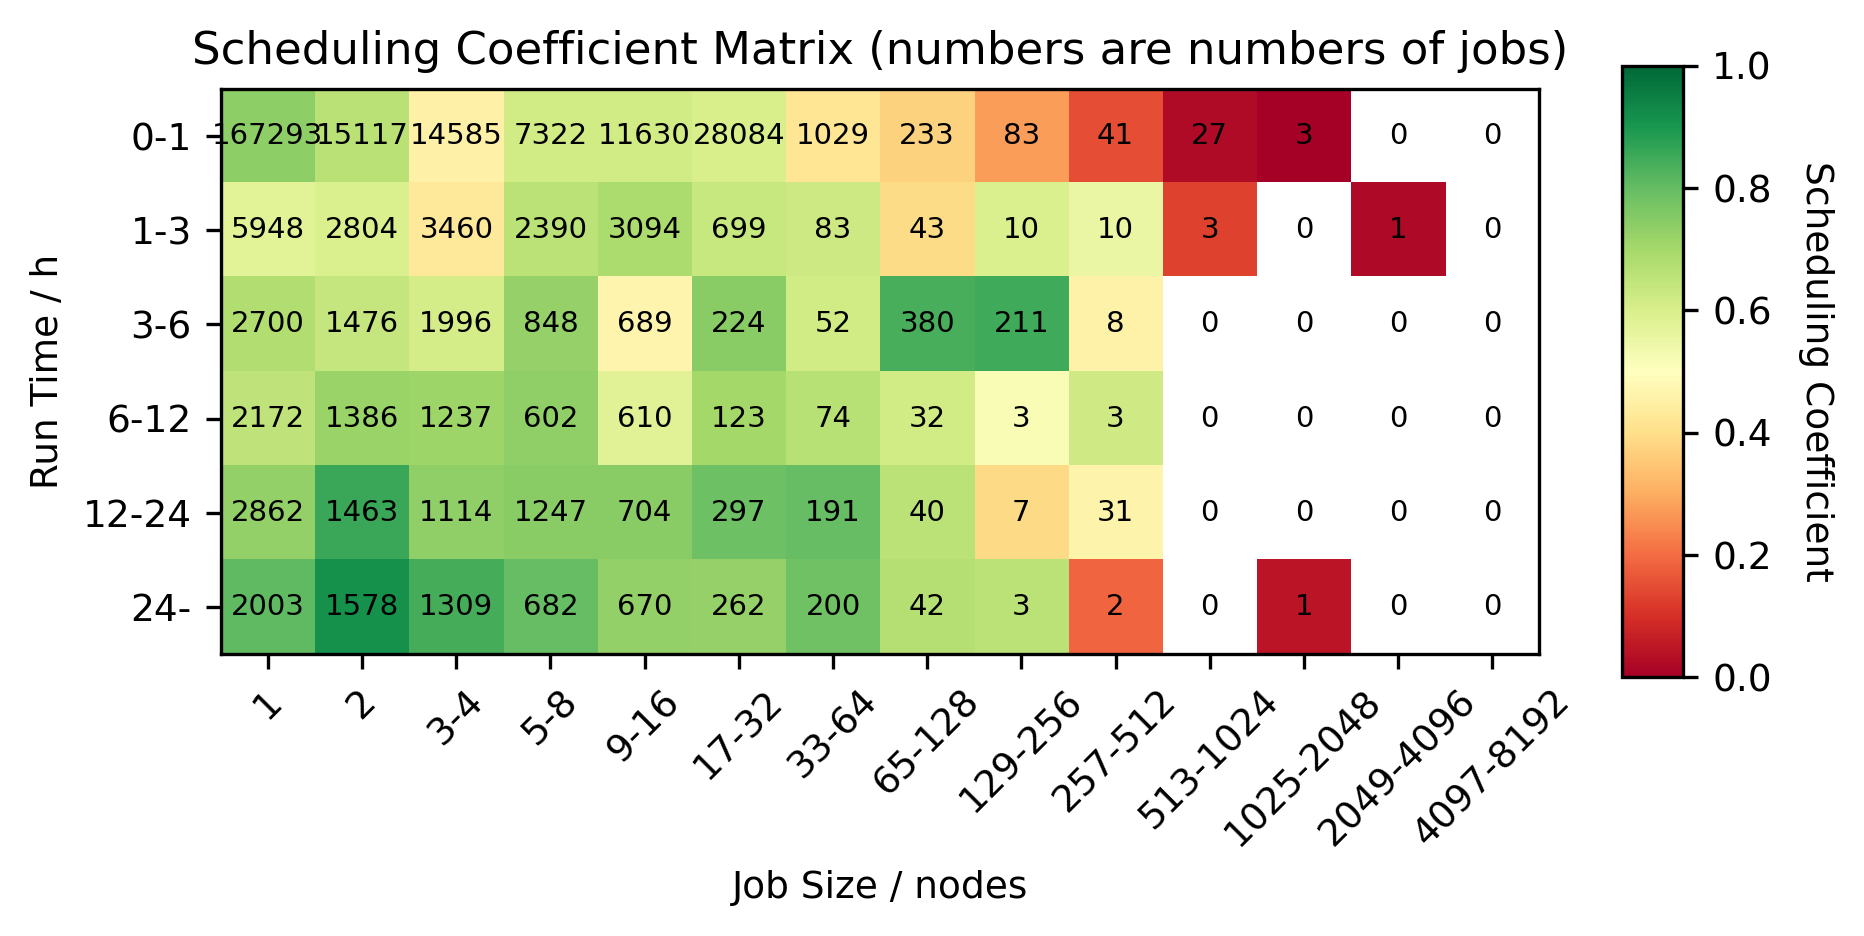 Scheduling Coefficient Matrix (numbers are numbers of jobs)
0-1 167293 15117 14585 7322 11630 28084 1029 233 83 41 27 3 0 0
1-3 5948 2804 3460 2390 3094 699 83 43 10 10 3 0 1 0
3-6 2700 1476 1996 848 689 224 52 380 211 8 0 0 0 0
6-12 2172 1386 1237 602 610 123 74 32 3 3 0 0 0 0
12-24 2862 1463 1114 1247 704 297 191 40 7 31 0 0 0 0
24- 2003 1578 1309 682 670 262 200 42 3 2 0 1 0 0
1 2 3-4 5-8 9-16 17-32 33-64 65-128 129-256 257-512 513-1024 1025-2048 2049-4096 4097-8192
Job Size / nodes
Run Time / h
1.0
0.8
0.6
0.4
0.2
0.0
Scheduling Coefficient